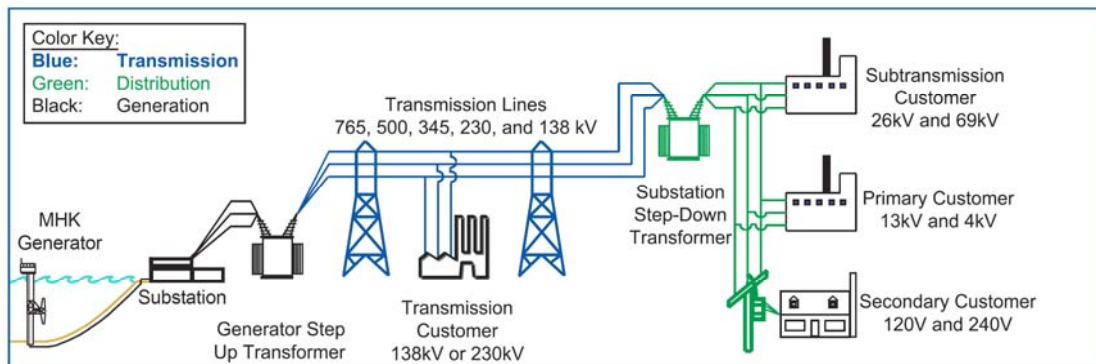 Color Key:
Blue: Transmission
Green: Distribution
Black: Generation
MHK
Generator
Substation
Generator Step
Up Transformer
Transmission Lines
765, 500, 345, 230, and 138 kV
Transmission
Customer
138kV or 230kV
Substation
Step-Down
Transformer
Subtransmission
Customer
26kV and 69kV
Primary Customer
13kV and 4kV
Secondary Customer
120V and 240V